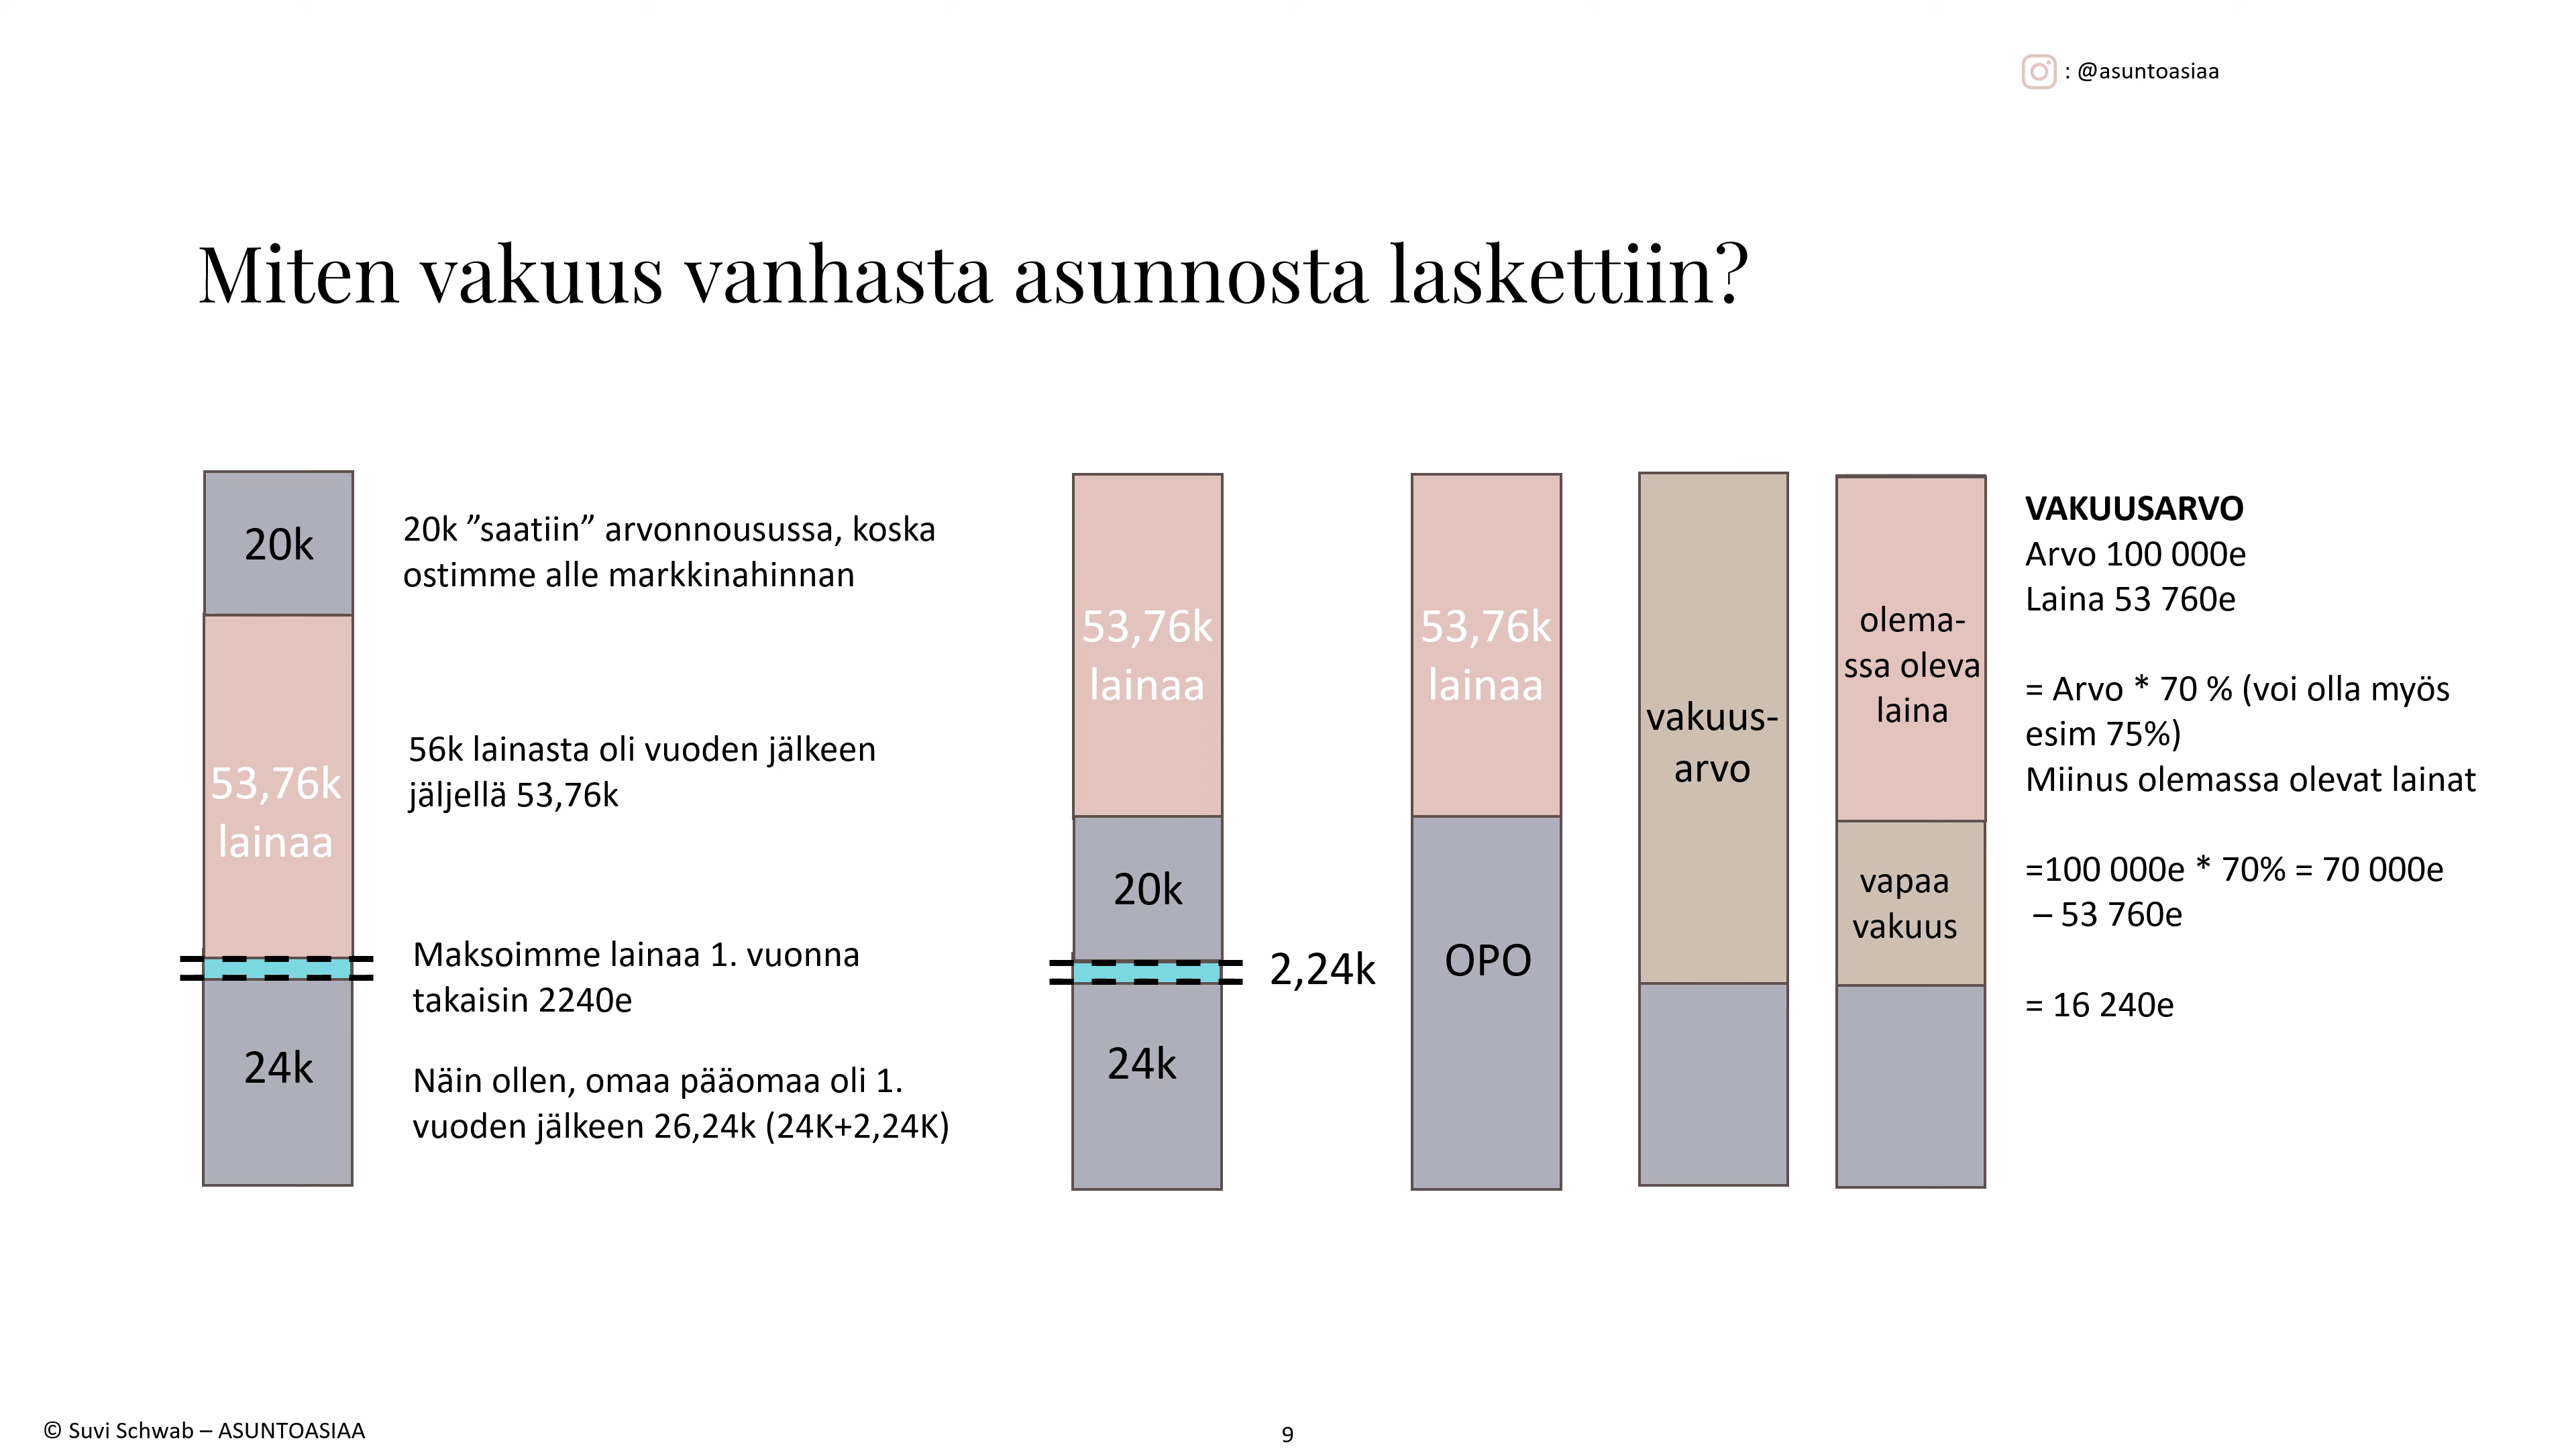 : @asuntoasiaa
Miten vakuus vanhasta asunnosta laskettiin?
20k
53,76k
lainaa
24k
20k ”saatiin” arvonnousussa, koska
ostimme alle markkinahinnan
56k lainasta oli vuoden jälkeen
jäljellä 53,76k
Maksoimme lainaa 1. vuonna
takaisin 2240e
Näin ollen, omaa pääomaa oli 1.
vuoden jälkeen 26,24k (24K+2,24K)
53,76k
lainaa
20k
2,24k
24k
53,76k
lainaa
OPO
vakuus-
arvo
olema-
ssa oleva
laina
vapaa
vakuus
VAKUUSARVO
Arvo 100 000e
Laina 53 760e
= Arvo * 70 % (voi olla myös
esim 75%)
Miinus olemassa olevat lainat
=100 000e * 70% = 70 000e
– 53 760e
= 16 240e
© Suvi Schwab – ASUNTOASIAA
9